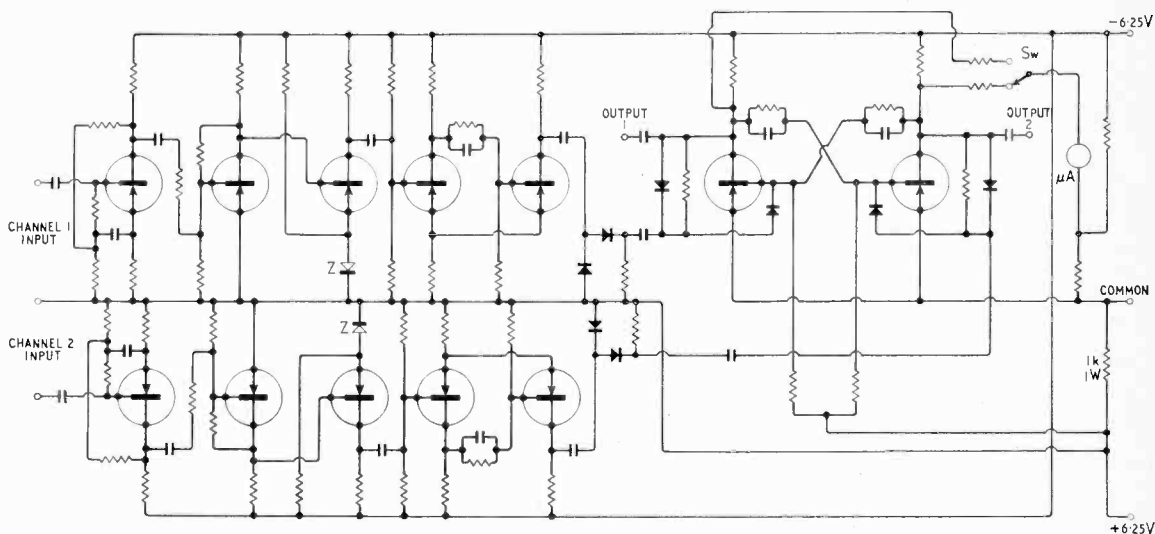 -6·25V
Sw
OUTPUT
1
OUTPUT
2
μA
CHANNEL 1
INPUT
Z
COMMON
Z
CHANNEL 2
INPUT
1k
1W
+6·25V